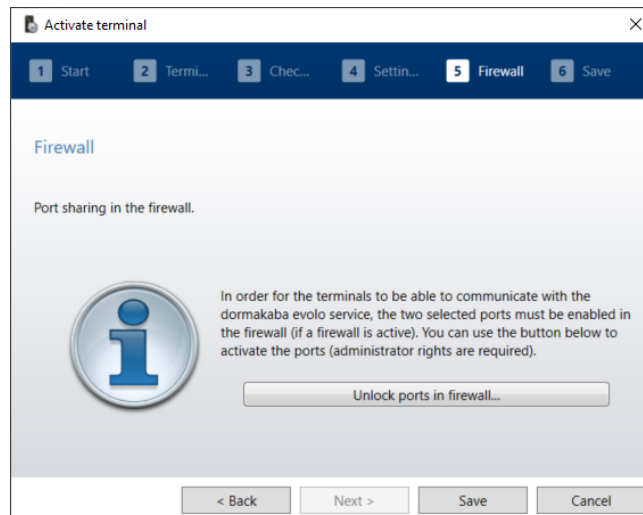 Activate terminal
1 Start 2 Termi... 3 Chec... 4 Settin... 5 Firewall 6 Save
Firewall
Port sharing in the firewall.
In order for the terminals to be able to communicate with the
dormakaba evolo service, the two selected ports must be enabled in
the firewall (if a firewall is active). You can use the button below to
activate the ports (administrator rights are required).
Unlock ports in firewall...
< Back Next > Save Cancel